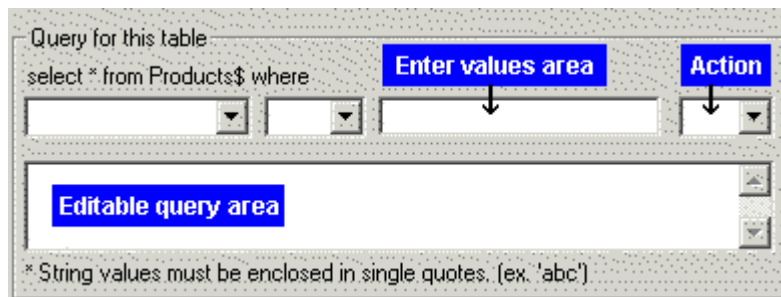 Query for this table
select * from Products$ where
Enter values area
Action
Editable query area
* String values must be enclosed in single quotes. (ex. 'abc')